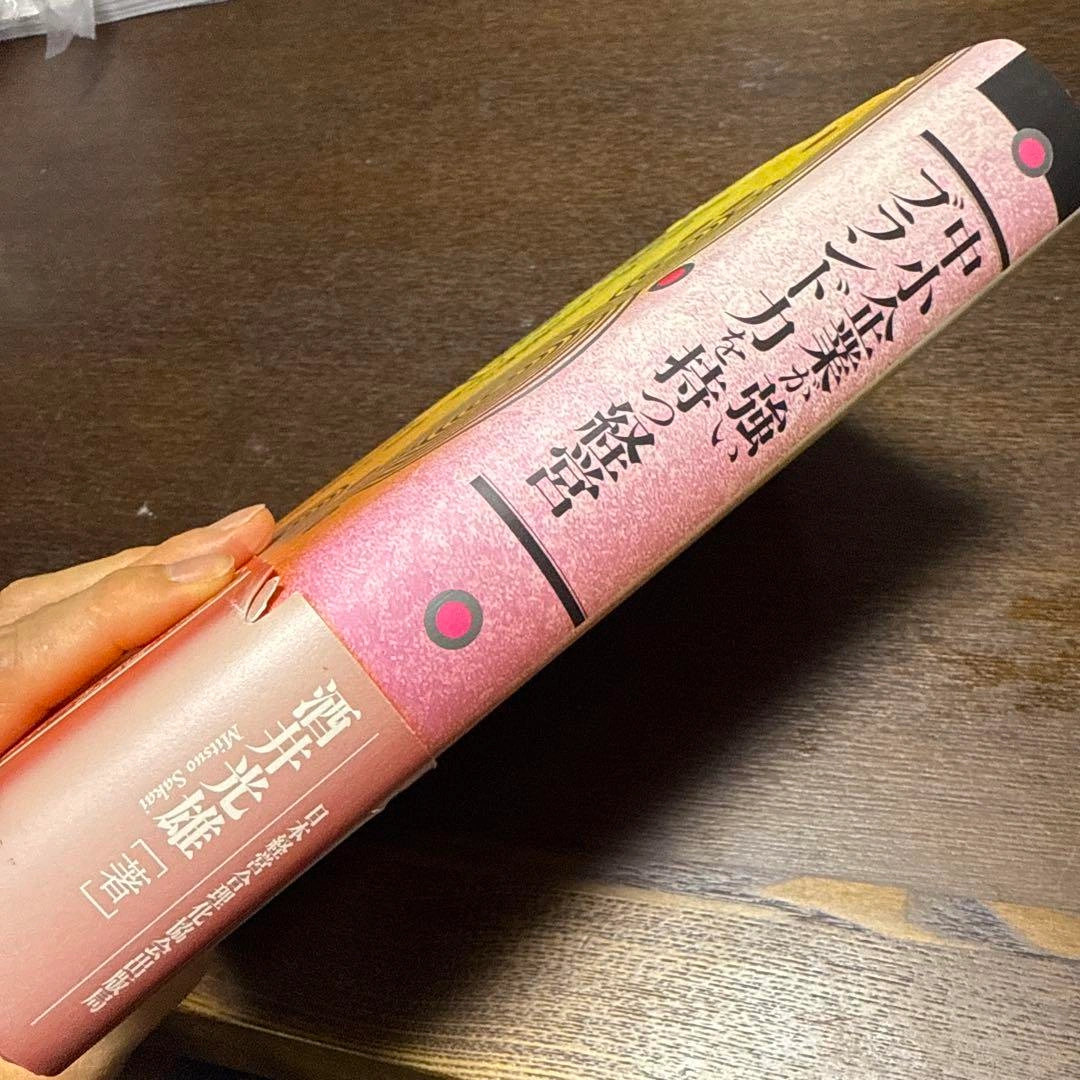 中小企業が強い
ブランド力を持つ経営
酒井光雄[著]
Mitsuo Sakai
日本経営合理化協会出版局